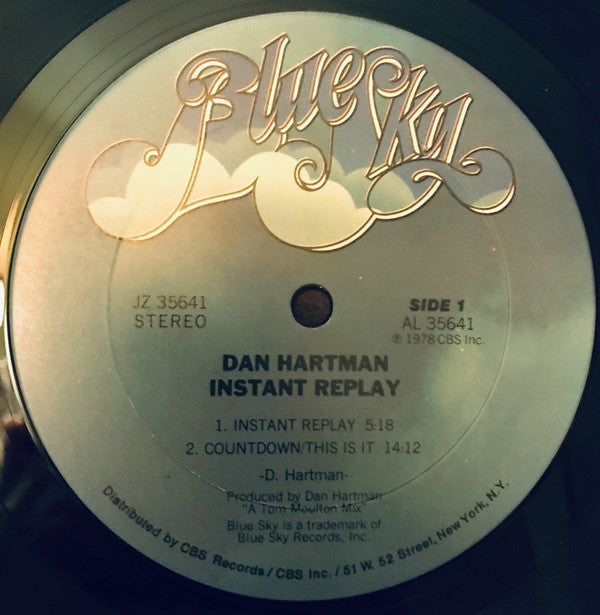 Blue Sky
JZ 35641
STEREO
SIDE 1
AL 35641
℗ 1978 CBS Inc.
DAN HARTMAN
INSTANT REPLAY
1. INSTANT REPLAY 5:18
2. COUNTDOWN/THIS IS IT 14:12
-D. Hartman-
Produced by Dan Hartman
"A Tom Moulton Mix"
Blue Sky is a trademark of
Blue Sky Records, Inc.
Distributed by CBS Records/CBS Inc./51 W. 52 Street, New York, N.Y.